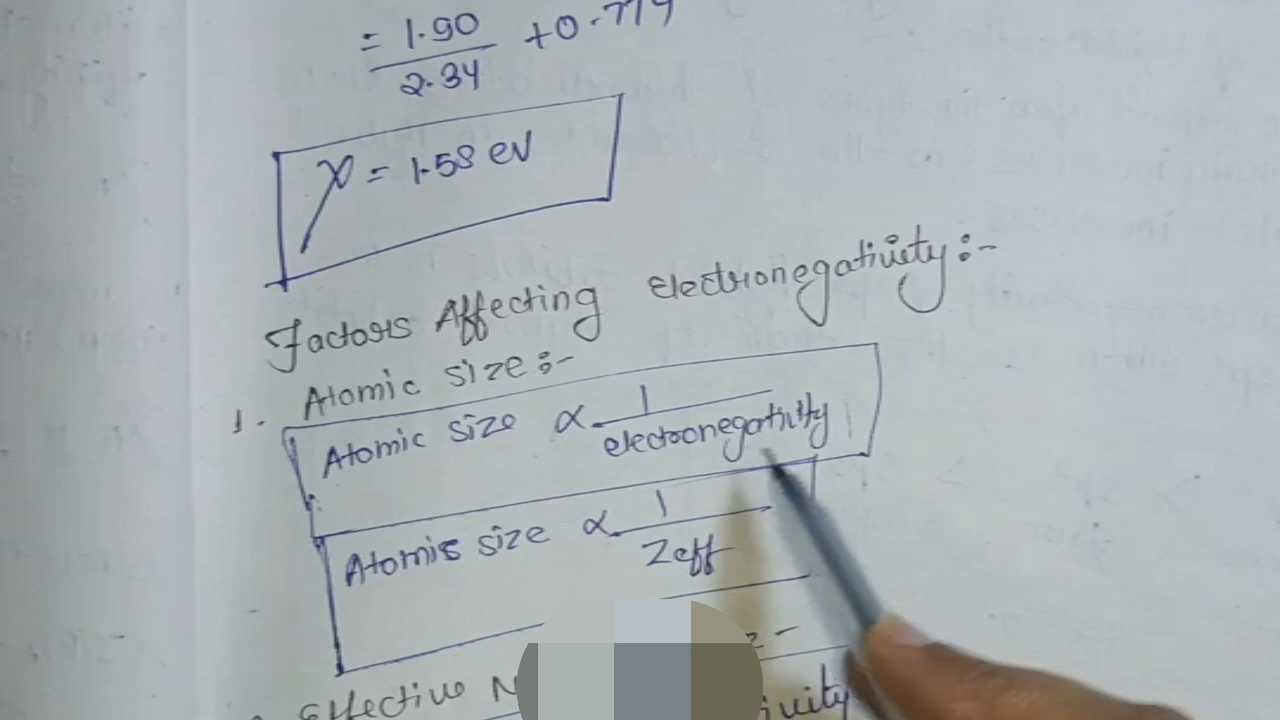 = 1.90 / 2.34 + 0.774
χ = 1.58 eV
Factors Affecting Electronegativity :-
1. Atomic size :-
Atomic size ∝ 1 / electronegativity
Atomic size ∝ 1 / Zeff
Effective